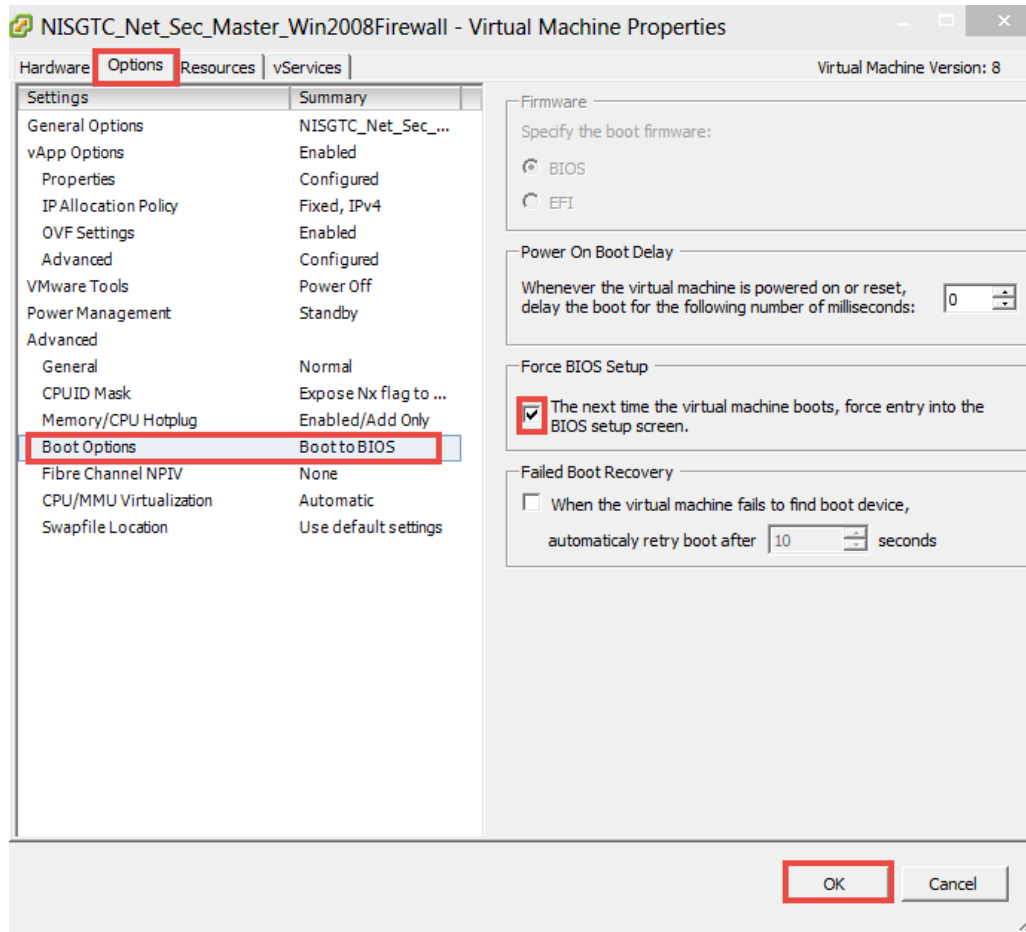 NISGTC_Net_Sec_Master_Win2008Firewall - Virtual Machine Properties
Hardware Options Resources vServices Virtual Machine Version: 8
Settings Summary
General Options NISGTC_Net_Sec_...
vApp Options Enabled
Properties Configured
IP Allocation Policy Fixed, IPv4
OVF Settings Enabled
Advanced Configured
VMware Tools Power Off
Power Management Standby
Advanced
General Normal
CPUID Mask Expose Nx flag to ...
Memory/CPU Hotplug Enabled/Add Only
Boot Options Boot to BIOS
Fibre Channel NPIV None
CPU/MMU Virtualization Automatic
Swapfile Location Use default settings
Firmware
Specify the boot firmware:
BIOS
EFI
Power On Boot Delay
Whenever the virtual machine is powered on or reset,
delay the boot for the following number of milliseconds: 0
Force BIOS Setup
The next time the virtual machine boots, force entry into the
BIOS setup screen.
Failed Boot Recovery
When the virtual machine fails to find boot device,
automaticaly retry boot after 10 seconds
OK Cancel